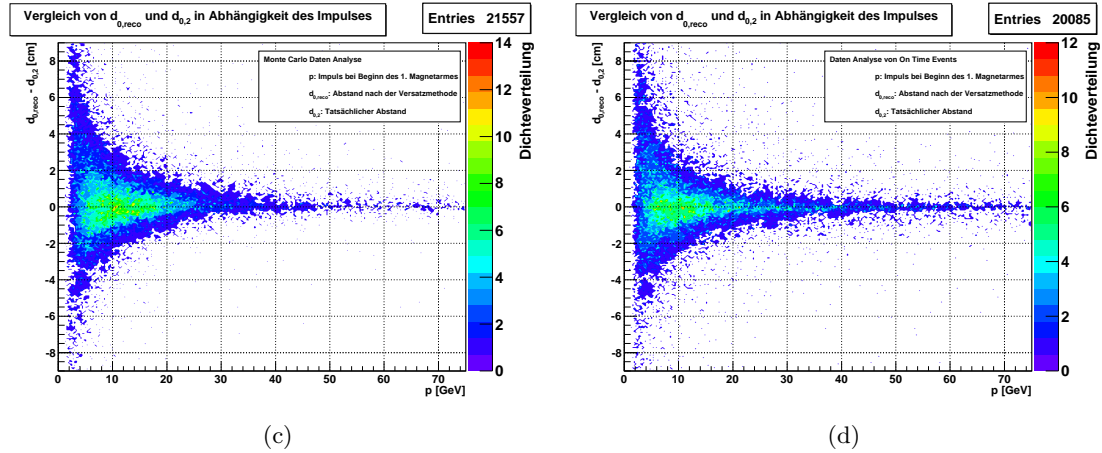 Vergleich von d0,reco und d0,2 in Abhängigkeit des Impulses
Entries 21557
d0,reco - d0,2 [cm]
8
6
4
2
0
-2
-4
-6
-8
Monte Carlo Daten Analyse
p: Impuls bei Beginn des 1. Magnetarmes
d0,reco: Abstand nach der Versatzmethode
d0,2: Tatsächlicher Abstand
0 10 20 30 40 50 60 70
p [GeV]
14
12
10
8
6
4
2
0
Dichteverteilung
(c)
Vergleich von d0,reco und d0,2 in Abhängigkeit des Impulses
Entries 20085
d0,reco - d0,2 [cm]
8
6
4
2
0
-2
-4
-6
-8
Daten Analyse von On Time Events
p: Impuls bei Beginn des 1. Magnetarmes
d0,reco: Abstand nach der Versatzmethode
d0,2: Tatsächlicher Abstand
0 10 20 30 40 50 60 70
p [GeV]
12
10
8
6
4
2
0
Dichteverteilung
(d)